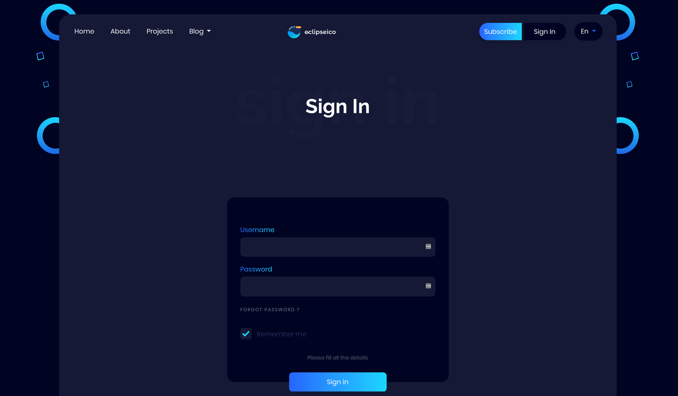 Home About Projects Blog eclipseico Subscribe Sign In En
sign in
Sign In
Username
Password
FORGOT PASSWORD ?
Remember me
Please fill all the details
Sign in